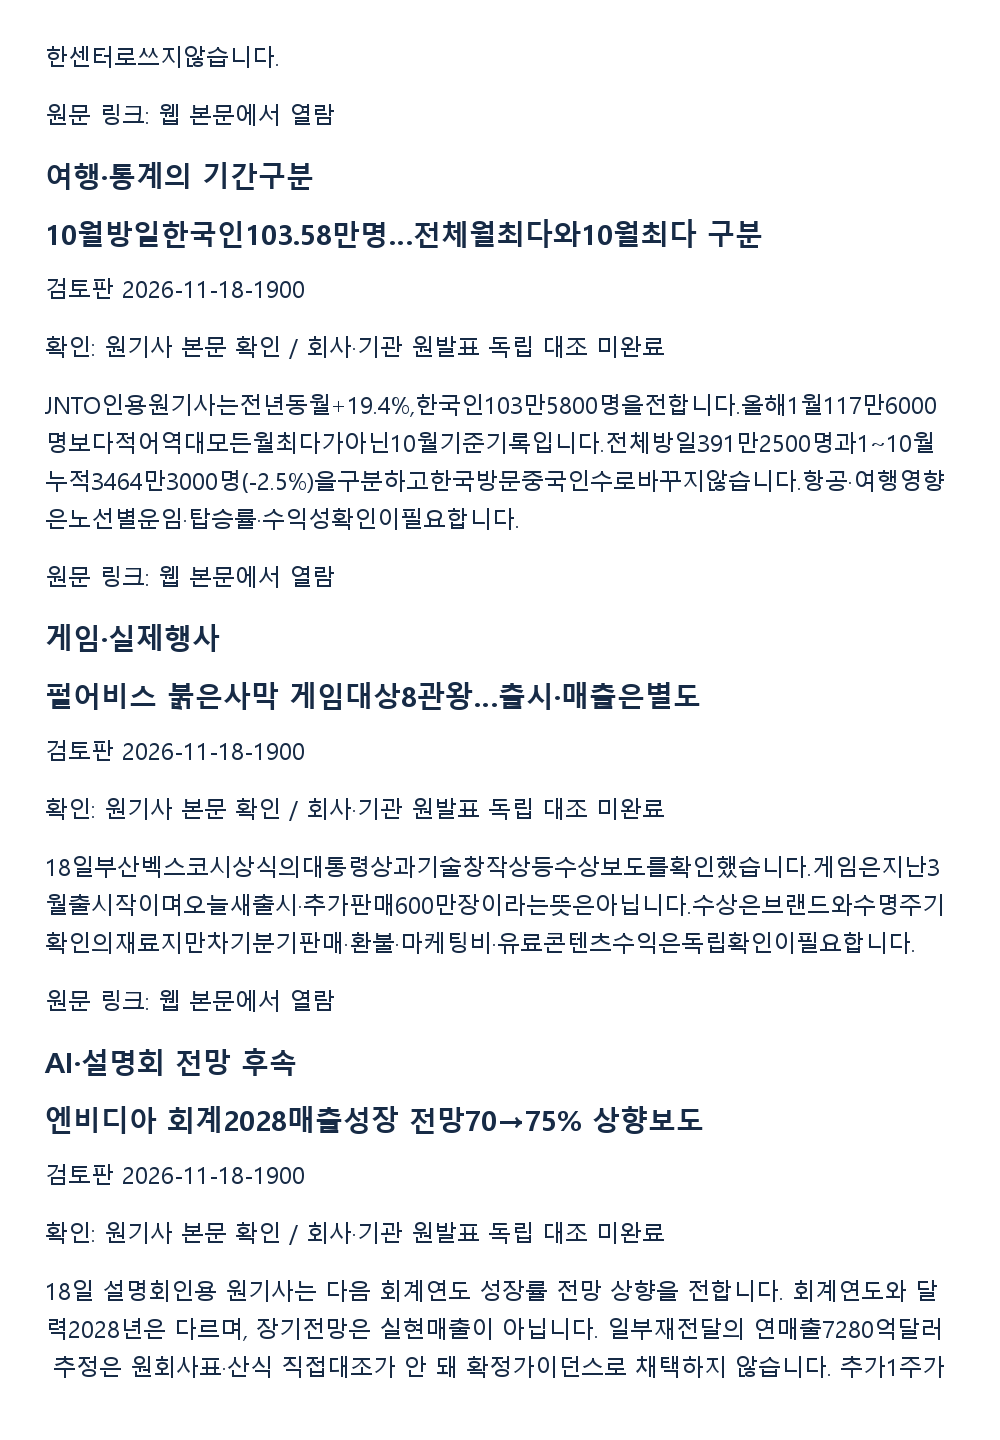 한센터로쓰지않습니다.
원문 링크: 웹 본문에서 열람
여행·통계의 기간구분
10월방일한국인103.58만명…전체월최다와10월최다 구분
검토판 2026-11-18-1900
확인: 원기사 본문 확인 / 회사·기관 원발표 독립 대조 미완료
JNTO인용원기사는전년동월+19.4%,한국인103만5800명을전합니다.올해1월117만6000
명보다적어역대모든월최다가아닌10월기준기록입니다.전체방일391만2500명과1~10월
누적3464만3000명(-2.5%)을구분하고한국방문중국인수로바꾸지않습니다.항공·여행영향
은노선별운임·탑승률·수익성확인이필요합니다.
원문 링크: 웹 본문에서 열람
게임·실제행사
펄어비스 붉은사막 게임대상8관왕…출시·매출은별도
검토판 2026-11-18-1900
확인: 원기사 본문 확인 / 회사·기관 원발표 독립 대조 미완료
18일부산벡스코시상식의대통령상과기술창작상등수상보도를확인했습니다.게임은지난3
월출시작이며오늘새출시·추가판매600만장이라는뜻은아닙니다.수상은브랜드와수명주기
확인의재료지만차기분기판매·환불·마케팅비·유료콘텐츠수익은독립확인이필요합니다.
원문 링크: 웹 본문에서 열람
AI·설명회 전망 후속
엔비디아 회계2028매출성장 전망70→75% 상향보도
검토판 2026-11-18-1900
확인: 원기사 본문 확인 / 회사·기관 원발표 독립 대조 미완료
18일 설명회인용 원기사는 다음 회계연도 성장률 전망 상향을 전합니다. 회계연도와 달
력2028년은 다르며, 장기전망은 실현매출이 아닙니다. 일부재전달의 연매출7280억달러
추정은 원회사표·산식 직접대조가 안 돼 확정가이던스로 채택하지 않습니다. 추가1주가